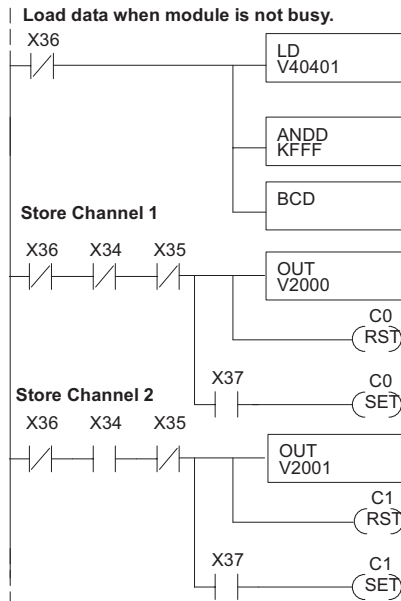 Load data when module is not busy.
X36
LD
V40401
ANDD
KFFF
BCD
Store Channel 1
X36 X34 X35
OUT
V2000
C0
RST
X37 C0
SET
Store Channel 2
X36 X34 X35
OUT
V2001
C1
RST
X37 C1
SET